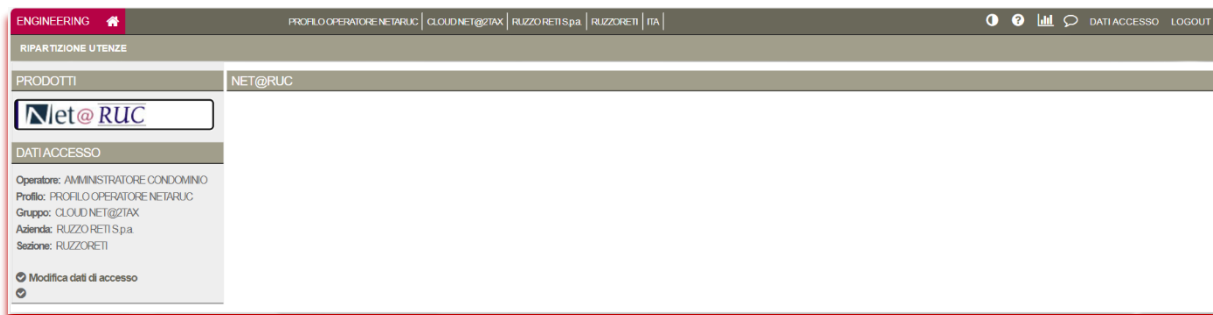 ENGINEERING
PROFILO OPERATORE NETARUC CLOUD NET@2TAX RUZZO RETI S.p.a. RUZZORETI ITA
DATI ACCESSO LOGOUT
RIPARTIZIONE UTENZE
PRODOTTI
NET@RUC
Net@ RUC
DATI ACCESSO
Operatore: AMMINISTRATORE CONDOMINIO
Profilo: PROFILO OPERATORE NETARUC
Gruppo: CLOUD NET@2TAX
Azienda: RUZZO RETI S.p.a.
Sezione: RUZZORETI
Modifica dati di accesso